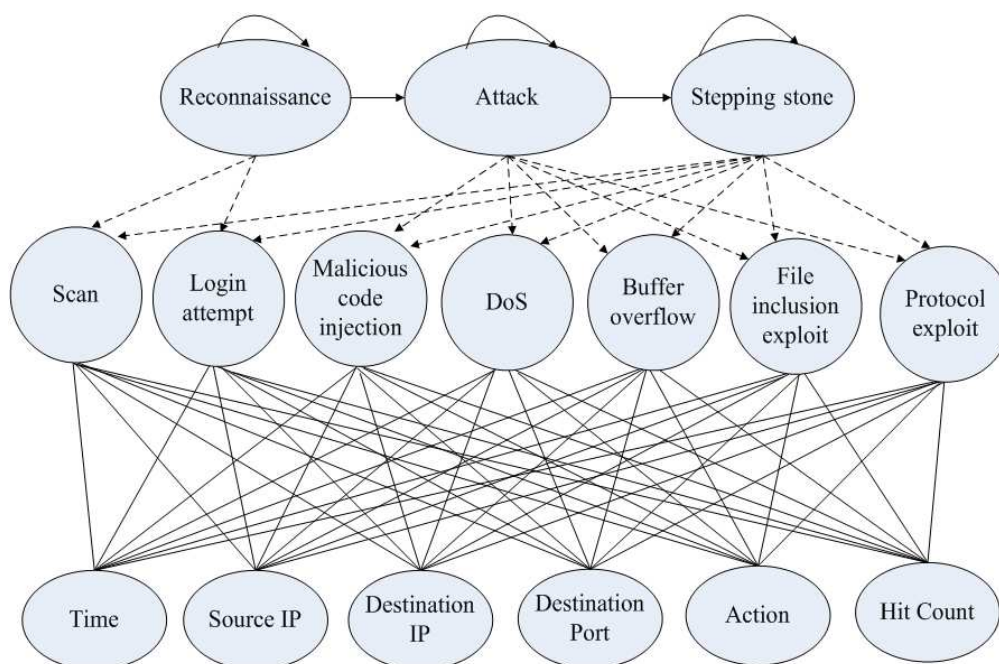 Reconnaissance
Attack
Stepping stone
Scan
Login
attempt
Malicious
code
injection
DoS
Buffer
overflow
File
inclusion
exploit
Protocol
exploit
Time
Source IP
Destination
IP
Destination
Port
Action
Hit Count